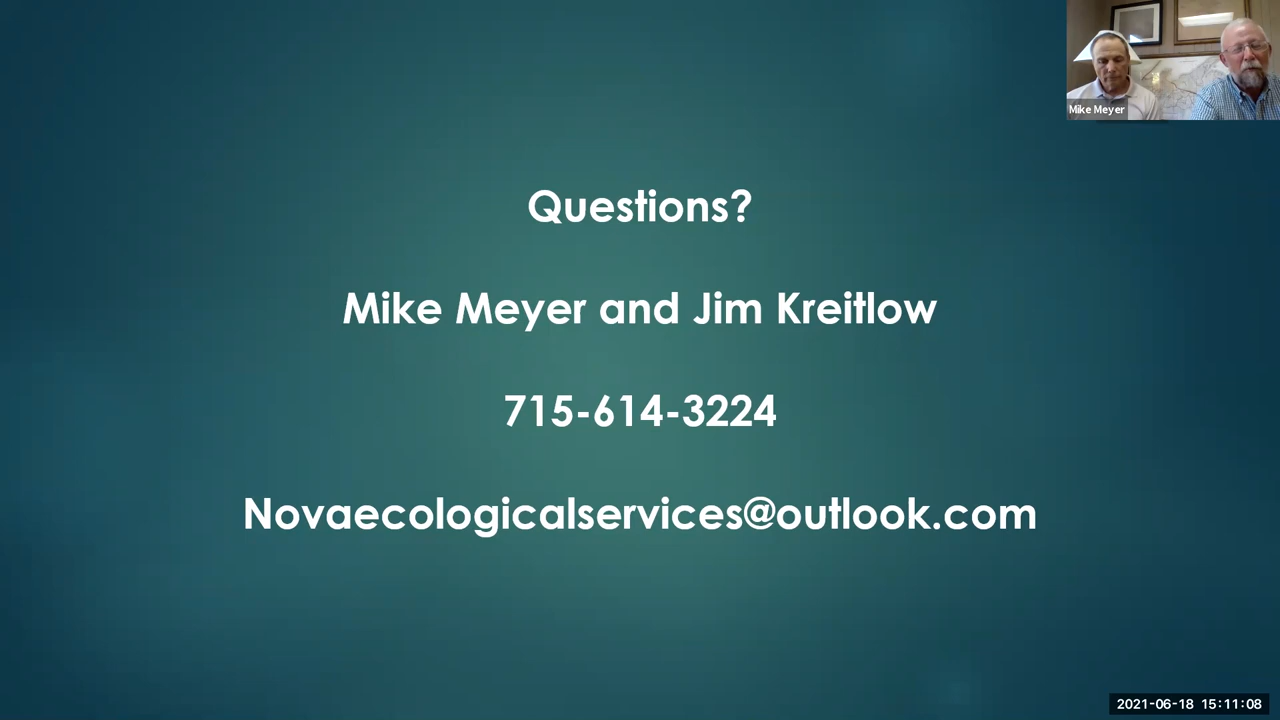 Mike Meyer
Questions?
Mike Meyer and Jim Kreitlow
715-614-3224
Novaecologicalservices@outlook.com
2021-06-18 15:11:08